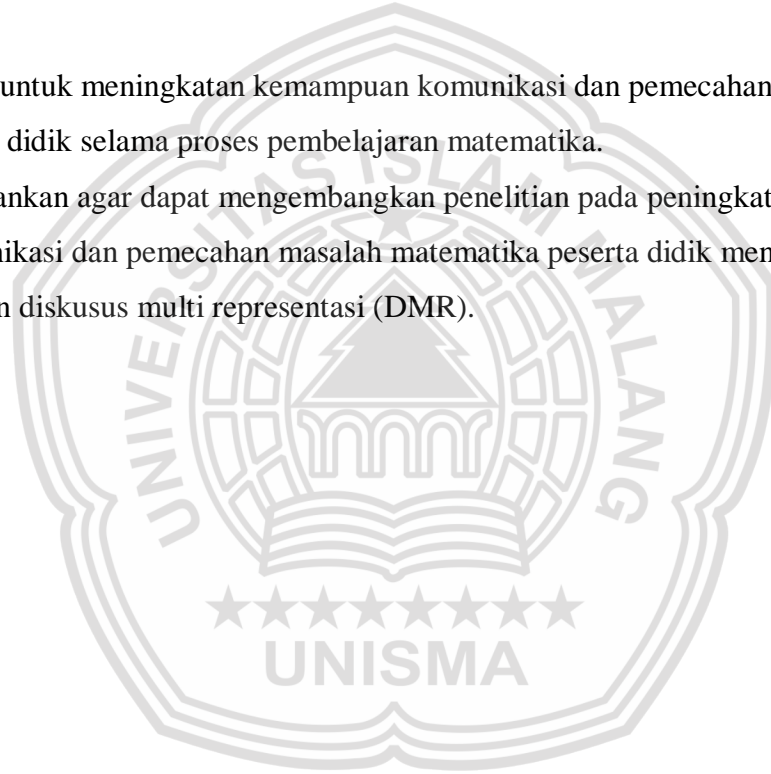 untuk meningkatan kemampuan komunikasi dan pemecahan
didik selama proses pembelajaran matematika.
ankan agar dapat mengembangkan penelitian pada peningkat
nikasi dan pemecahan masalah matematika peserta didik men
n diskusus multi representasi (DMR).
UNIVERSITAS ISLAM MALANG
UNISMA